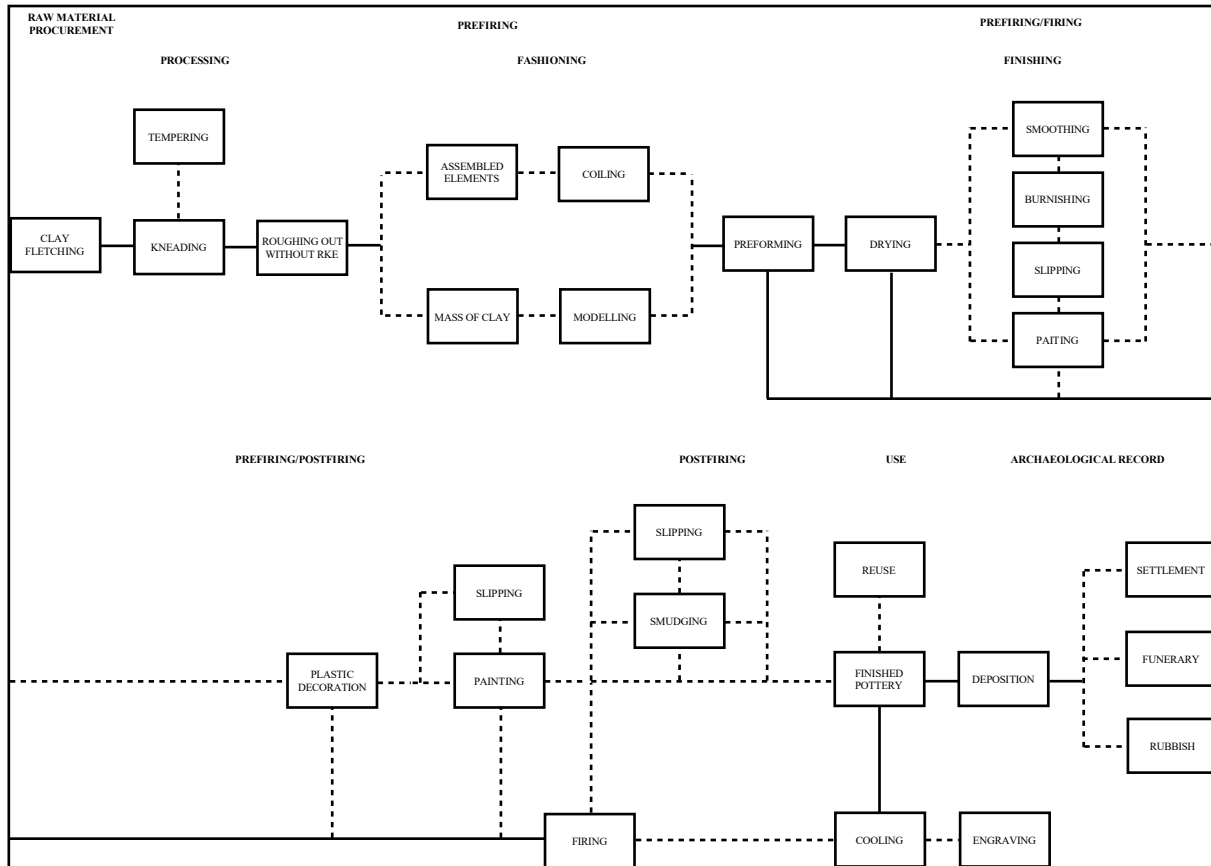 RAW MATERIAL
PROCUREMENT
PREFIRING
PREFIRING/FIRING
PROCESSING
FASHIONING
FINISHING
TEMPERING
SMOOTHING
ASSEMBLED
ELEMENTS
COILING
BURNISHING
CLAY
FLETCHING
KNEADING
ROUGHING OUT
WITHOUT RKE
PREFORMING
DRYING
SLIPPING
MASS OF CLAY
MODELLING
PAITING
PREFIRING/POSTFIRING
POSTFIRING
USE
ARCHAEOLOGICAL RECORD
SLIPPING
REUSE
SETTLEMENT
SLIPPING
SMUDGING
PLASTIC
DECORATION
PAINTING
FINISHED
POTTERY
DEPOSITION
FUNERARY
RUBBISH
FIRING
COOLING
ENGRAVING